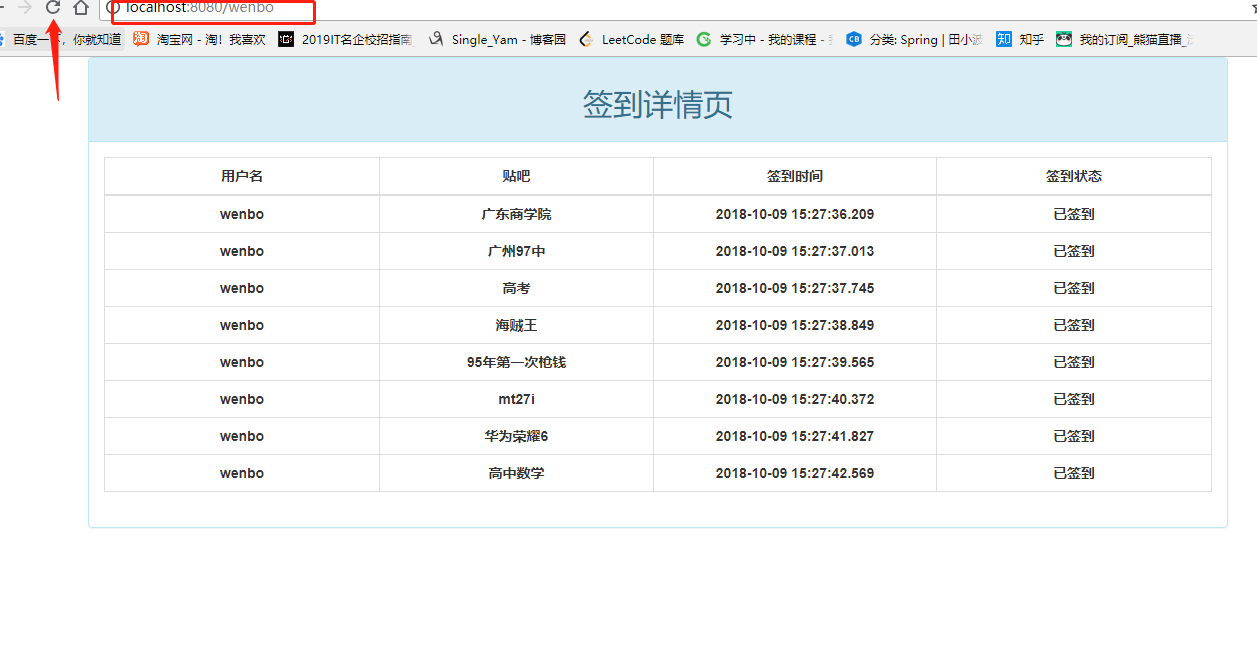 localhost:8080/wenbo
百度一下，你就知道 淘宝网 - 淘！我喜欢 2019IT名企校招指南 Single_Yam - 博客园 LeetCode 题库 学习中 - 我的课程 - 分类: Spring | 田小波 知乎 我的订阅_熊猫直播_
签到详情页
用户名 贴吧 签到时间 签到状态
wenbo 广东商学院 2018-10-09 15:27:36.209 已签到
wenbo 广州97中 2018-10-09 15:27:37.013 已签到
wenbo 高考 2018-10-09 15:27:37.745 已签到
wenbo 海贼王 2018-10-09 15:27:38.849 已签到
wenbo 95年第一次枪钱 2018-10-09 15:27:39.565 已签到
wenbo mt27i 2018-10-09 15:27:40.372 已签到
wenbo 华为荣耀6 2018-10-09 15:27:41.827 已签到
wenbo 高中数学 2018-10-09 15:27:42.569 已签到